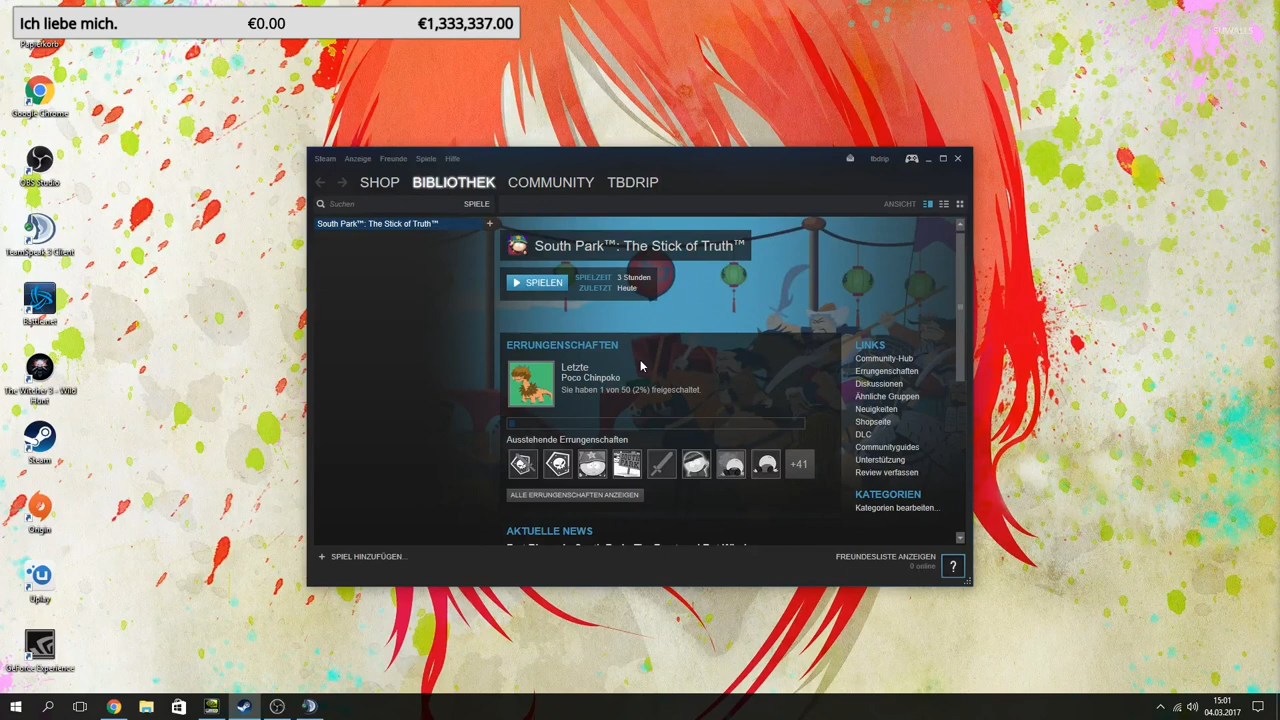 Ich liebe mich. €0.00 €1,333,337.00
Papierkorb
Google Chrome
OBS Studio
TeamSpeak 3 Client
Battle.net
The Witcher 3 - Wild
Hunt
Steam
Origin
Uplay
GeForce Experience
Steam Anzeige Freunde Spiele Hilfe
tbdrip
SHOP BIBLIOTHEK COMMUNITY TBDRIP
Suchen SPIELE
ANSICHT
South Park™: The Stick of Truth™ +
South Park™: The Stick of Truth™
SPIELEN
SPIELZEIT 3 Stunden
ZULETZT Heute
ERRUNGENSCHAFTEN
Letzte
Poco Chinpoko
Sie haben 1 von 50 (2%) freigeschaltet.
Ausstehende Errungenschaften
+41
ALLE ERRUNGENSCHAFTEN ANZEIGEN
AKTUELLE NEWS
LINKS
Community-Hub
Errungenschaften
Diskussionen
Ähnliche Gruppen
Neuigkeiten
Shopseite
DLC
Communityguides
Unterstützung
Review verfassen
KATEGORIEN
Kategorien bearbeiten...
+ SPIEL HINZUFÜGEN...
FREUNDESLISTE ANZEIGEN
0 online
?
15:01
04.03.2017